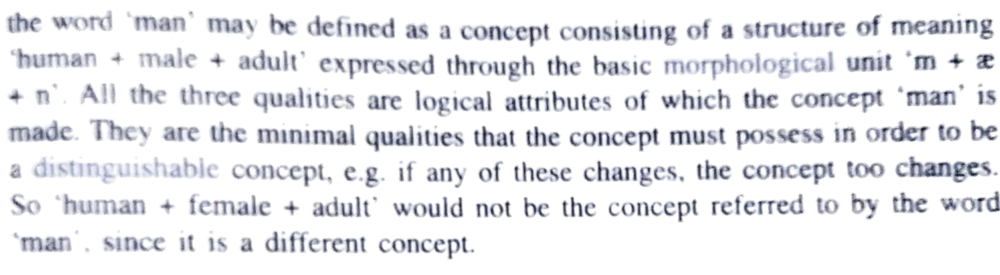 the word 'man' may be defined as a concept consisting of a structure of meaning
'human + male + adult' expressed through the basic morphological unit 'm + æ
+ n'. All the three qualities are logical attributes of which the concept 'man' is
made. They are the minimal qualities that the concept must possess in order to be
a distinguishable concept, e.g. if any of these changes, the concept too changes.
So 'human + female + adult' would not be the concept referred to by the word
'man', since it is a different concept.